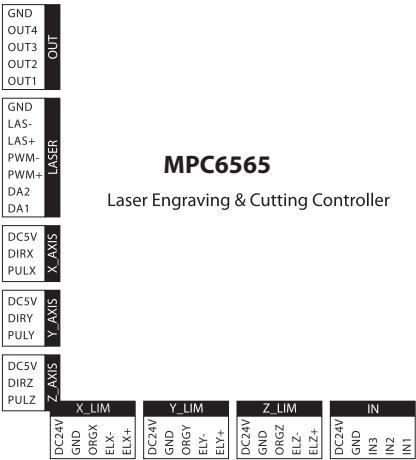 GND
OUT4
OUT3
OUT2
OUT1
OUT
GND
LAS-
LAS+
PWM-
PWM+
DA2
DA1
LASER
MPC6565
Laser Engraving & Cutting Controller
DC5V
DIRX
PULX
X_AXIS
DC5V
DIRY
PULY
Y_AXIS
DC5V
DIRZ
PULZ
Z_AXIS
X_LIM
DC24V
GND
ORGX
ELX-
ELX+
Y_LIM
DC24V
GND
ORGY
ELY-
ELY+
Z_LIM
DC24V
GND
ORGZ
ELZ-
ELZ+
IN
DC24V
GND
IN3
IN2
IN1